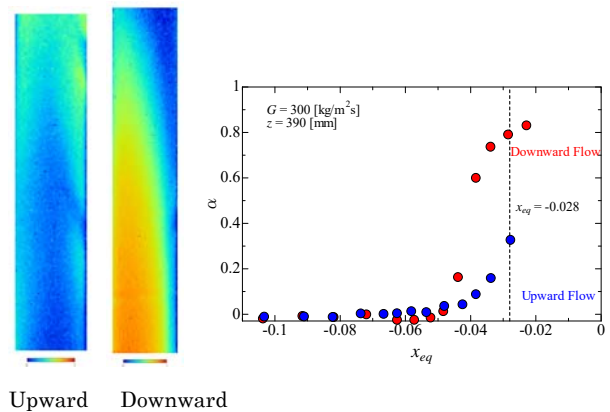 1
G = 300 [kg/m²s]
z = 390 [mm]
0.8
Downward Flow
0.6
α
x_eq = -0.028
0.4
0.2
Upward Flow
0
-0.1 -0.08 -0.06 -0.04 -0.02 0
x_eq
Upward Downward